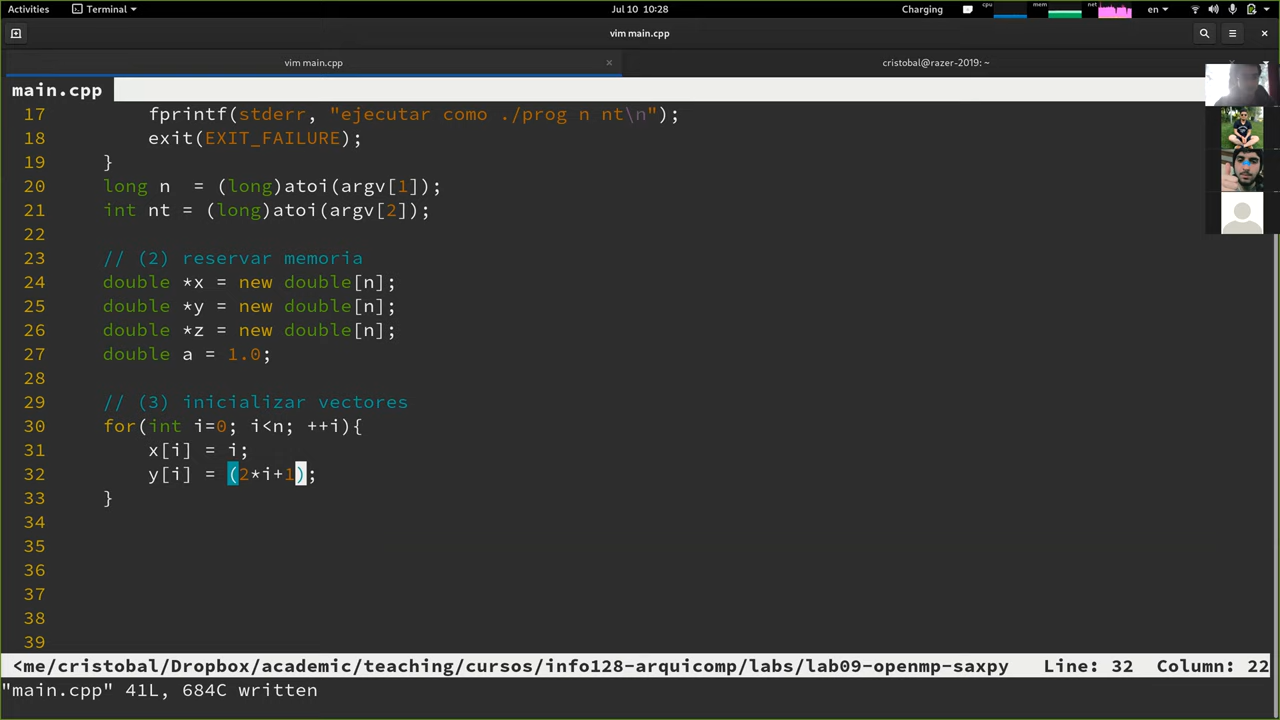 Activities Terminal Jul 10 10:28 Charging cpu mem net en
vim main.cpp
vim main.cpp × cristobal@razer-2019: ~
main.cpp
17 fprintf(stderr, "ejecutar como ./prog n nt\n");
18 exit(EXIT_FAILURE);
19 }
20 long n  = (long)atoi(argv[1]);
21 int nt = (long)atoi(argv[2]);
22
23 // (2) reservar memoria
24 double *x = new double[n];
25 double *y = new double[n];
26 double *z = new double[n];
27 double a = 1.0;
28
29 // (3) inicializar vectores
30 for(int i=0; i<n; ++i){
31 x[i] = i;
32 y[i] = (2*i+1);
33 }
34
35
36
37
38
39
<me/cristobal/Dropbox/academic/teaching/cursos/info128-arquicomp/labs/lab09-openmp-saxpy Line: 32 Column: 22
"main.cpp" 41L, 684C written